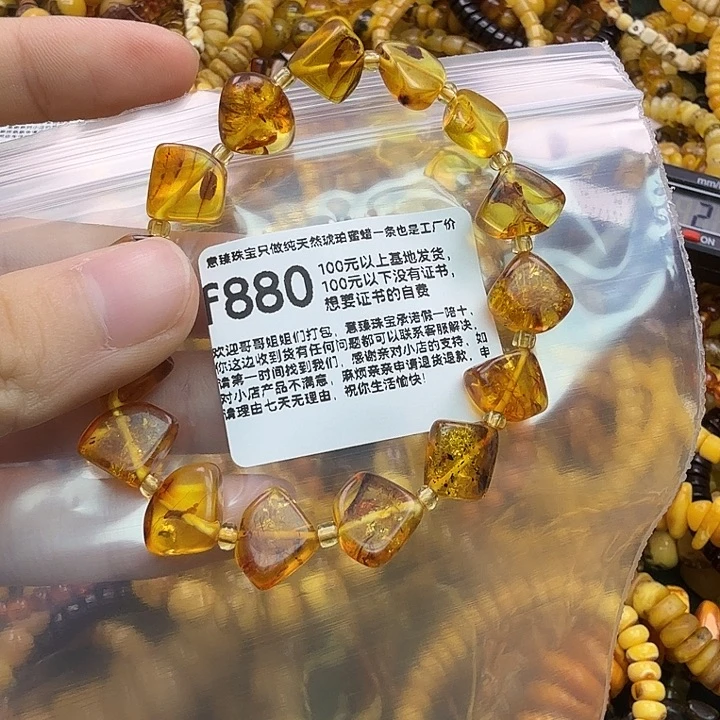 意臻珠宝只做纯天然琥珀蜜蜡一条也是工厂价
F880
100元以上基地发货，
100元以下没有证书，
想要证书的自费
欢迎哥哥姐姐们打包，意臻珠宝承诺假一赔十，
你这边收到货有任何问题都可以联系客服解决，
请第一时间找到我们，感谢亲对小店的支持，如
对小店产品不满意，麻烦亲亲申请退货退款，申
请理由七天无理由，祝你生活愉快！
mm/
2
ON